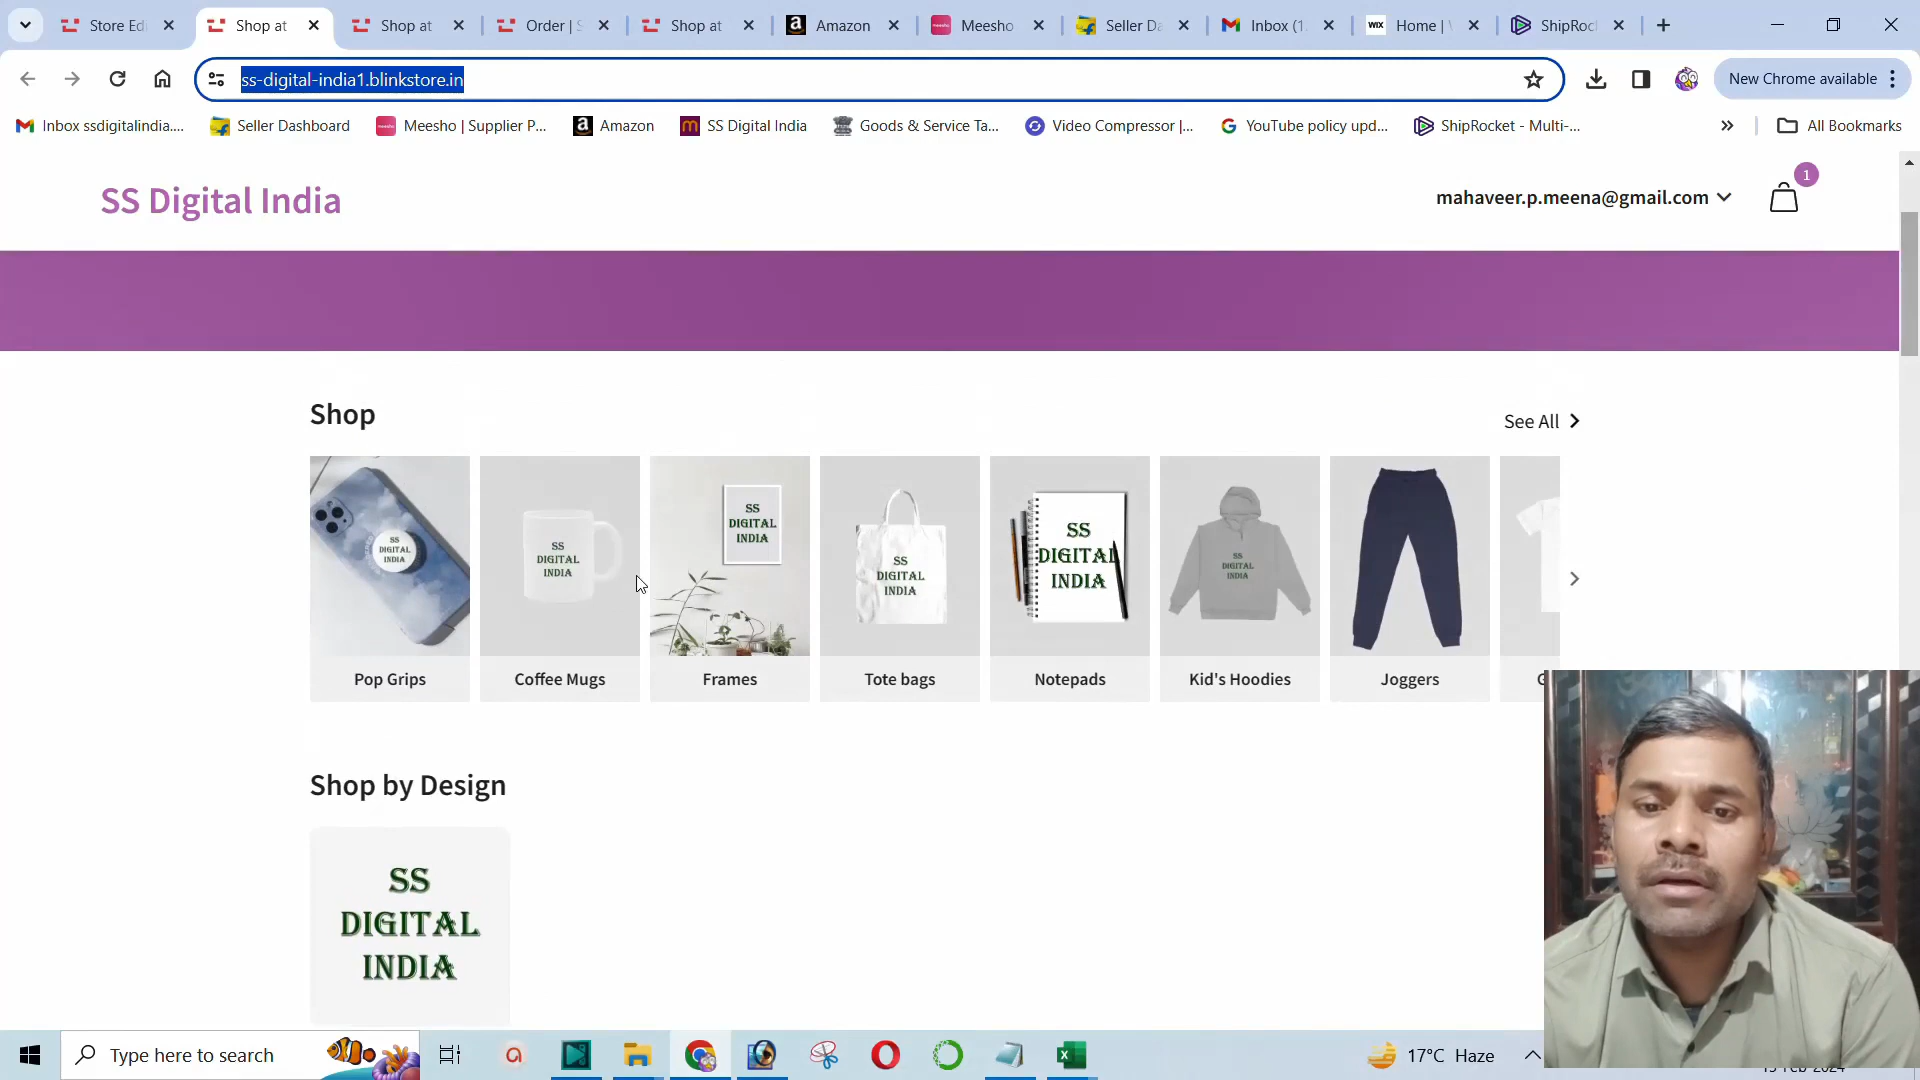 Store Edi
Shop at
Shop at
Order | S
Shop at
Amazon
Meesho
Seller Da
Inbox (1
Home |
ShipRoc
ss-digital-india1.blinkstore.in
New Chrome available
Inbox ssdigitalindia....
Seller Dashboard
Meesho | Supplier P...
Amazon
SS Digital India
Goods & Service Ta...
Video Compressor |...
YouTube policy upd...
ShipRocket - Multi-...
All Bookmarks
SS Digital India
mahaveer.p.meena@gmail.com
1
Shop
See All
SS
DIGITAL
INDIA
SS
DIGITAL
INDIA
SS
DIGITAL
INDIA
SS
DIGITAL
INDIA
SS
DIGITAL
INDIA
SS
DIGITAL
INDIA
Pop Grips
Coffee Mugs
Frames
Tote bags
Notepads
Kid's Hoodies
Joggers
Shop by Design
SS
DIGITAL
INDIA
Type here to search
17°C Haze